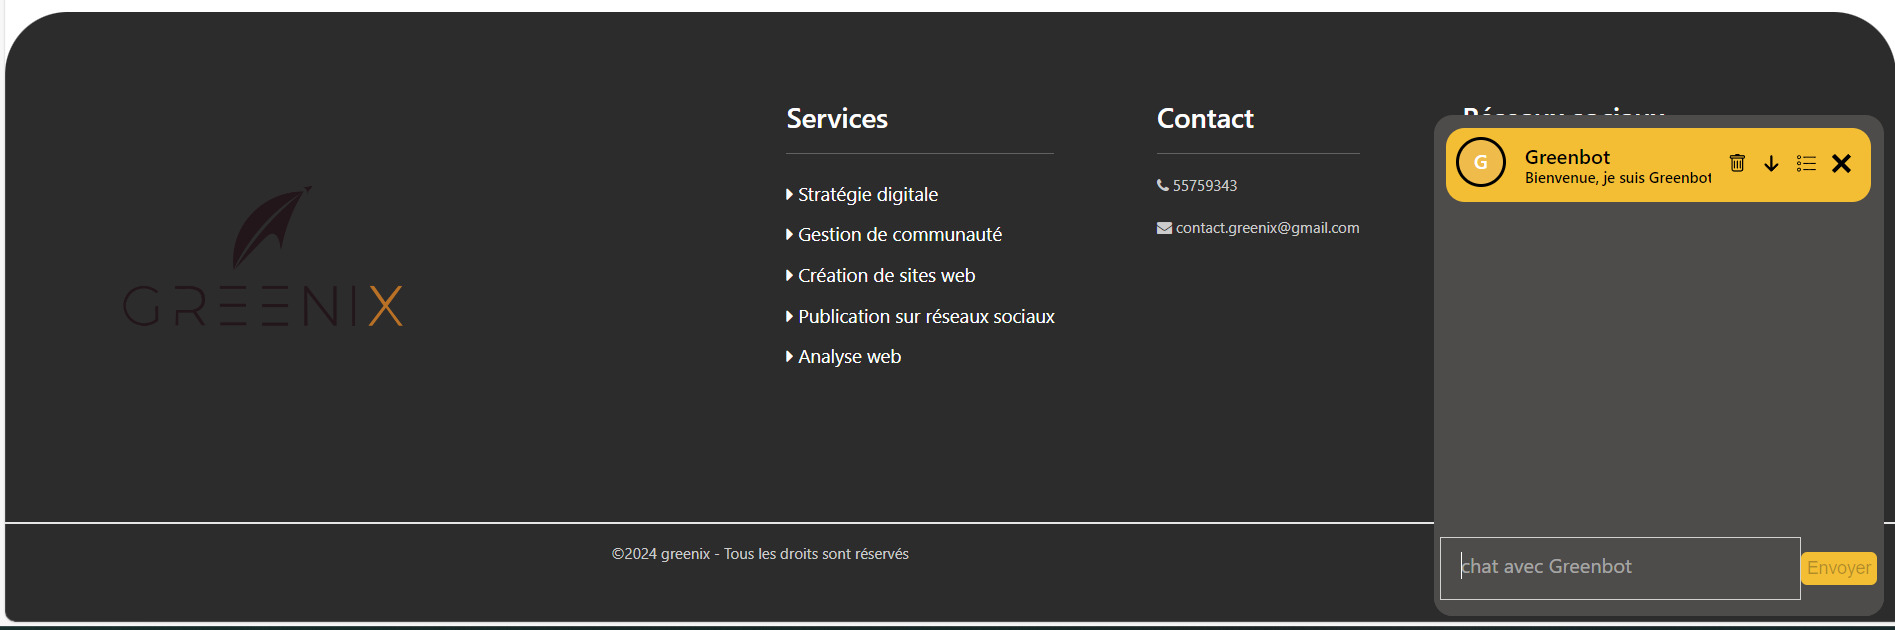 GREENIX
Services
Stratégie digitale
Gestion de communauté
Création de sites web
Publication sur réseaux sociaux
Analyse web
Contact
55759343
contact.greenix@gmail.com
Réseaux sociaux
G
Greenbot
Bienvenue, je suis Greenbot
chat avec Greenbot
Envoyer
©2024 greenix - Tous les droits sont réservés